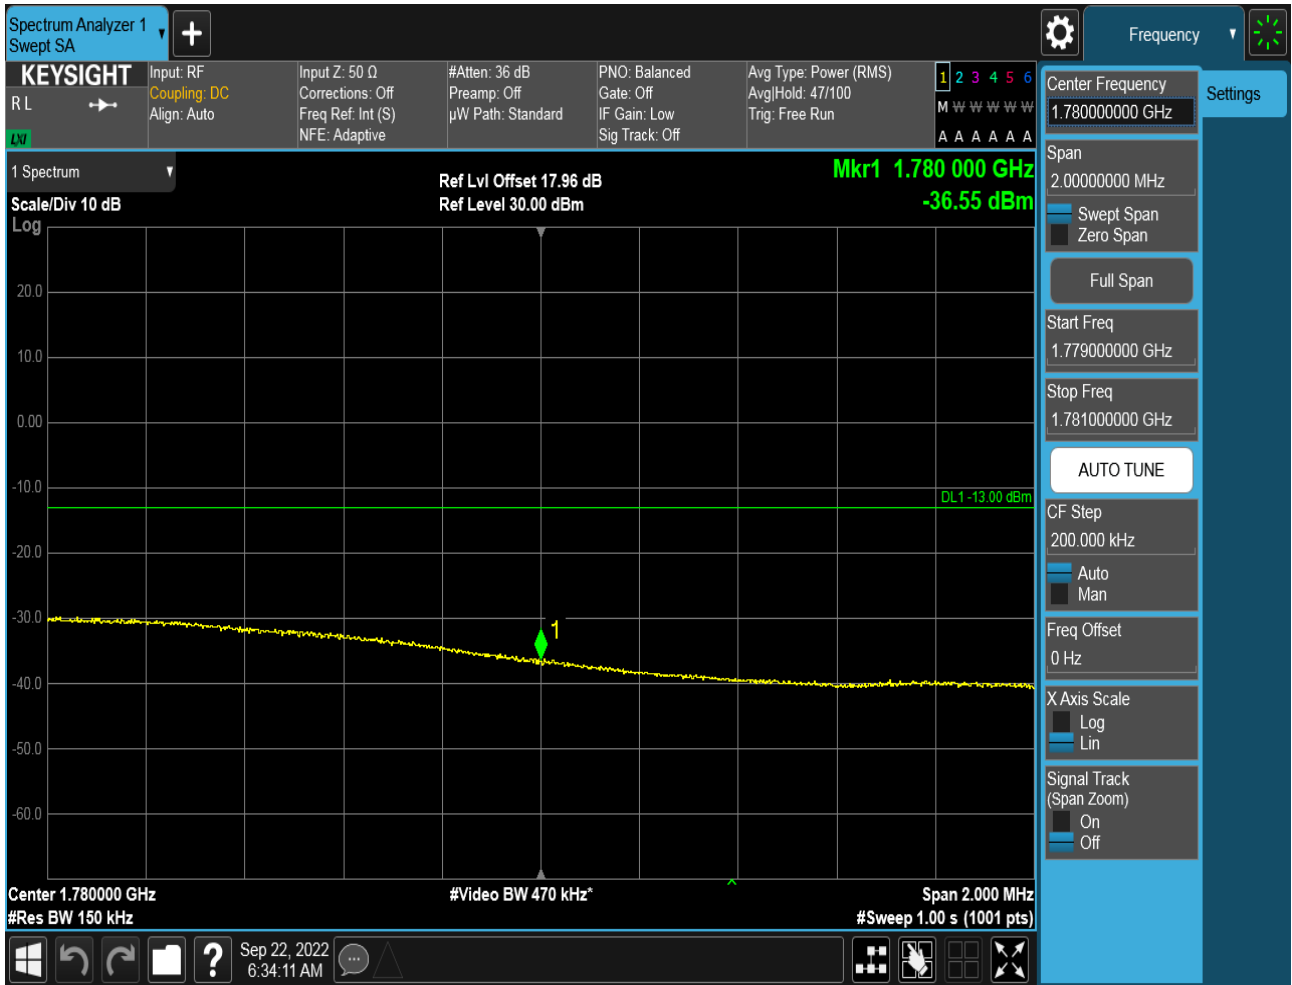 Spectrum Analyzer 1
Swept SA
Frequency
KEYSIGHT
R L
LXI
Input: RF
Coupling: DC
Align: Auto
Input Z: 50 Ω
Corrections: Off
Freq Ref: Int (S)
NFE: Adaptive
#Atten: 36 dB
Preamp: Off
µW Path: Standard
PNO: Balanced
Gate: Off
IF Gain: Low
Sig Track: Off
Avg Type: Power (RMS)
Avg|Hold: 47/100
Trig: Free Run
1 2 3 4 5 6
M W W W W W
A A A A A A
1 Spectrum
Scale/Div 10 dB
Log
Ref Lvl Offset 17.96 dB
Ref Level 30.00 dBm
Mkr1 1.780 000 GHz
-36.55 dBm
20.0
10.0
0.00
-10.0
DL1 -13.00 dBm
-20.0
-30.0
1
-40.0
-50.0
-60.0
Center 1.780000 GHz
#Res BW 150 kHz
#Video BW 470 kHz*
Span 2.000 MHz
#Sweep 1.00 s (1001 pts)
Sep 22, 2022
6:34:11 AM
Center Frequency
1.780000000 GHz
Settings
Span
2.00000000 MHz
Swept Span
Zero Span
Full Span
Start Freq
1.779000000 GHz
Stop Freq
1.781000000 GHz
AUTO TUNE
CF Step
200.000 kHz
Auto
Man
Freq Offset
0 Hz
X Axis Scale
Log
Lin
Signal Track
(Span Zoom)
On
Off